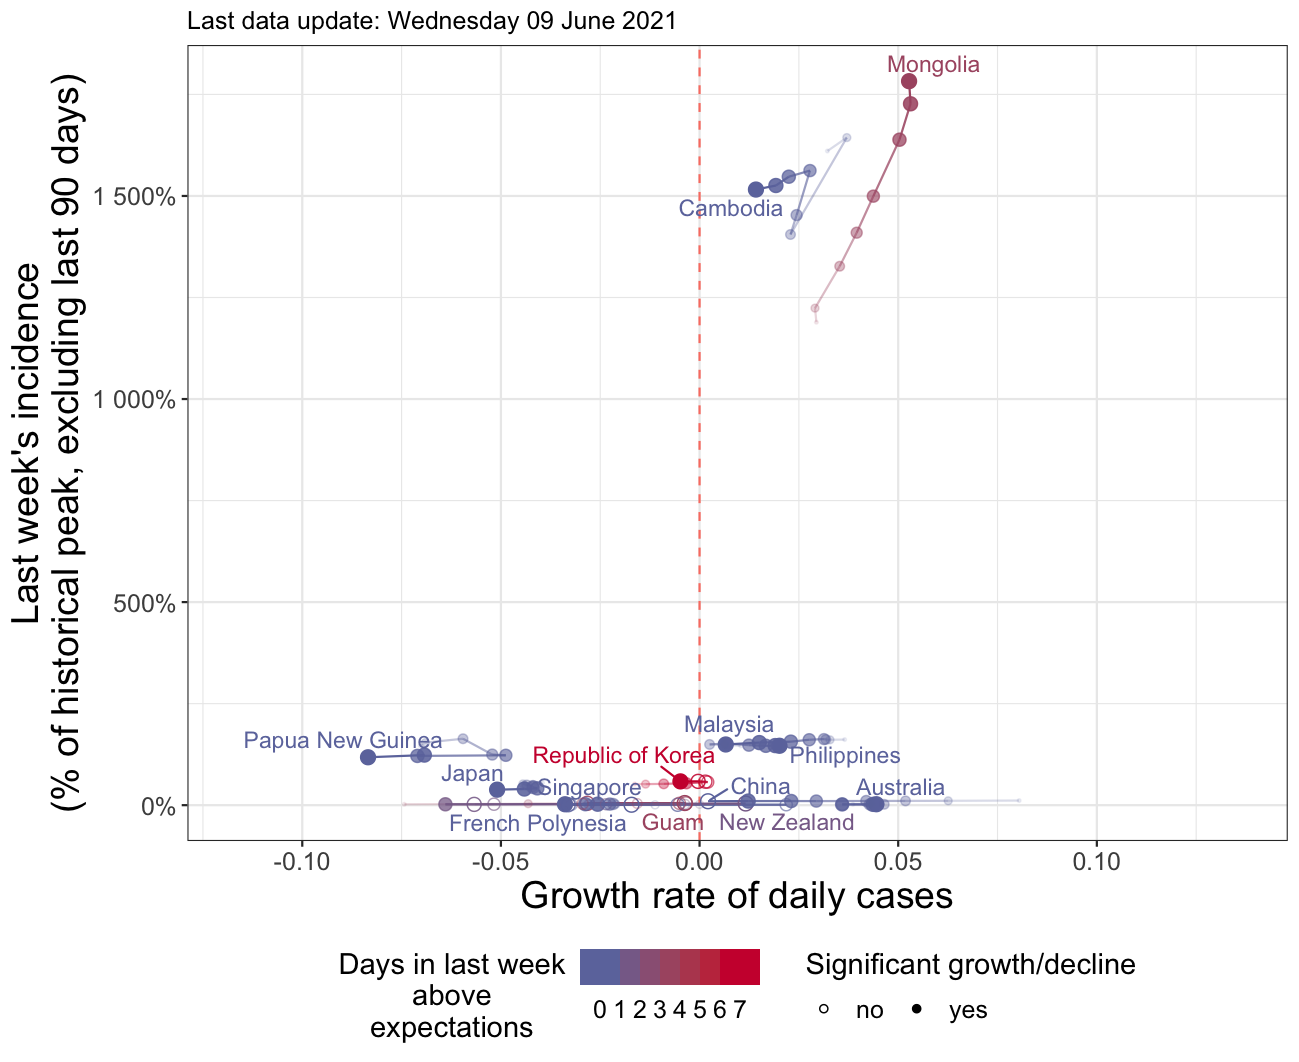 Last data update: Wednesday 09 June 2021
Last week's incidence
(% of historical peak, excluding last 90 days)
1 500%
1 000%
500%
0%
Mongolia
Cambodia
Malaysia
Papua New Guinea
Republic of Korea
Philippines
Japan
Singapore
China
Australia
French Polynesia
Guam
New Zealand
-0.10
-0.05
0.00
0.05
0.10
Growth rate of daily cases
Days in last week
above
expectations
0 1 2 3 4 5 6 7
Significant growth/decline
no
yes